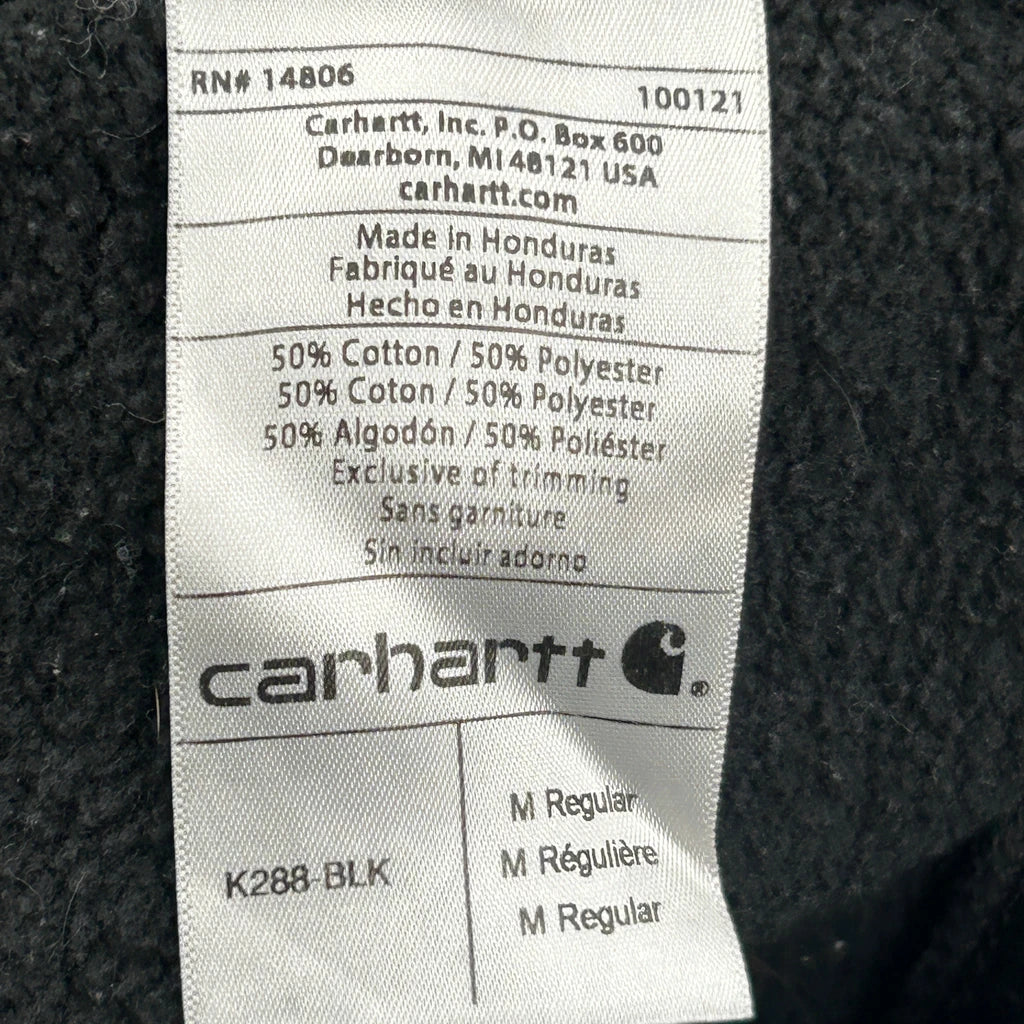 RN# 14806
100121
Carhartt, Inc. P.O. Box 600
Dearborn, MI 48121 USA
carhartt.com
Made in Honduras
Fabriqué au Honduras
Hecho en Honduras
50% Cotton / 50% Polyester
50% Coton / 50% Polyester
50% Algodón / 50% Poliéster
Exclusive of trimming
Sans garniture
Sin incluir adorno
carhartt ®
K288-BLK
M Regular
M Régulière
M Regular